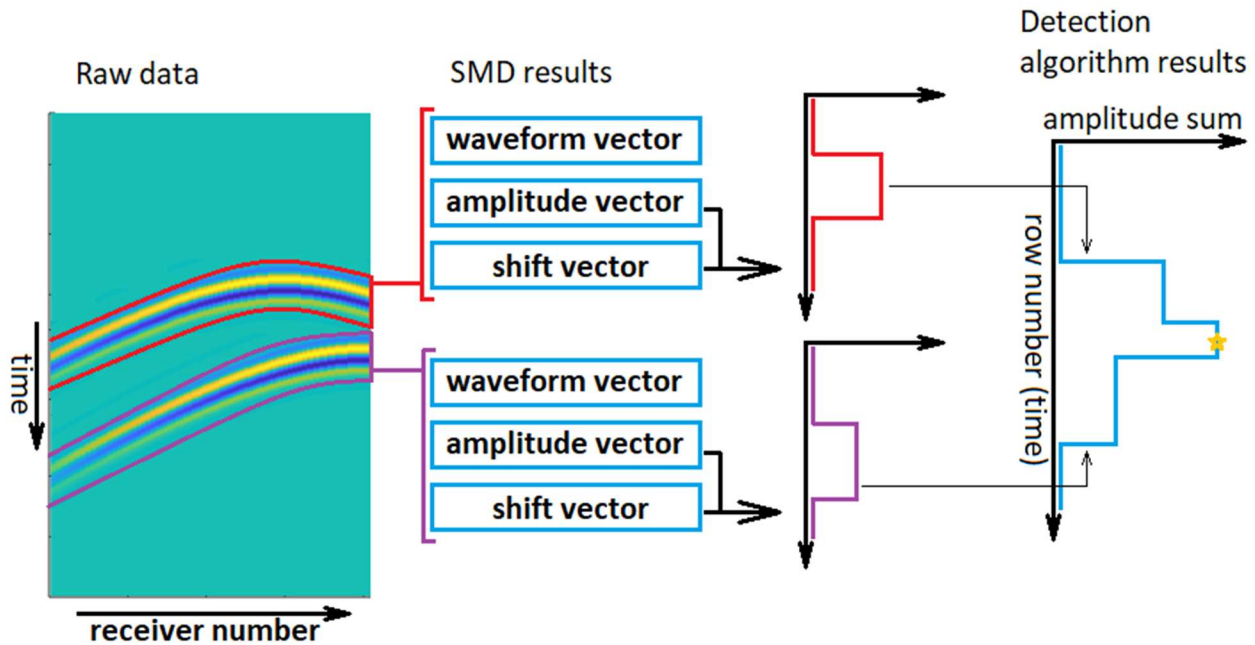 Raw data
SMD results
Detection
algorithm results
amplitude sum
waveform vector
amplitude vector
shift vector
waveform vector
amplitude vector
shift vector
time
row number (time)
receiver number